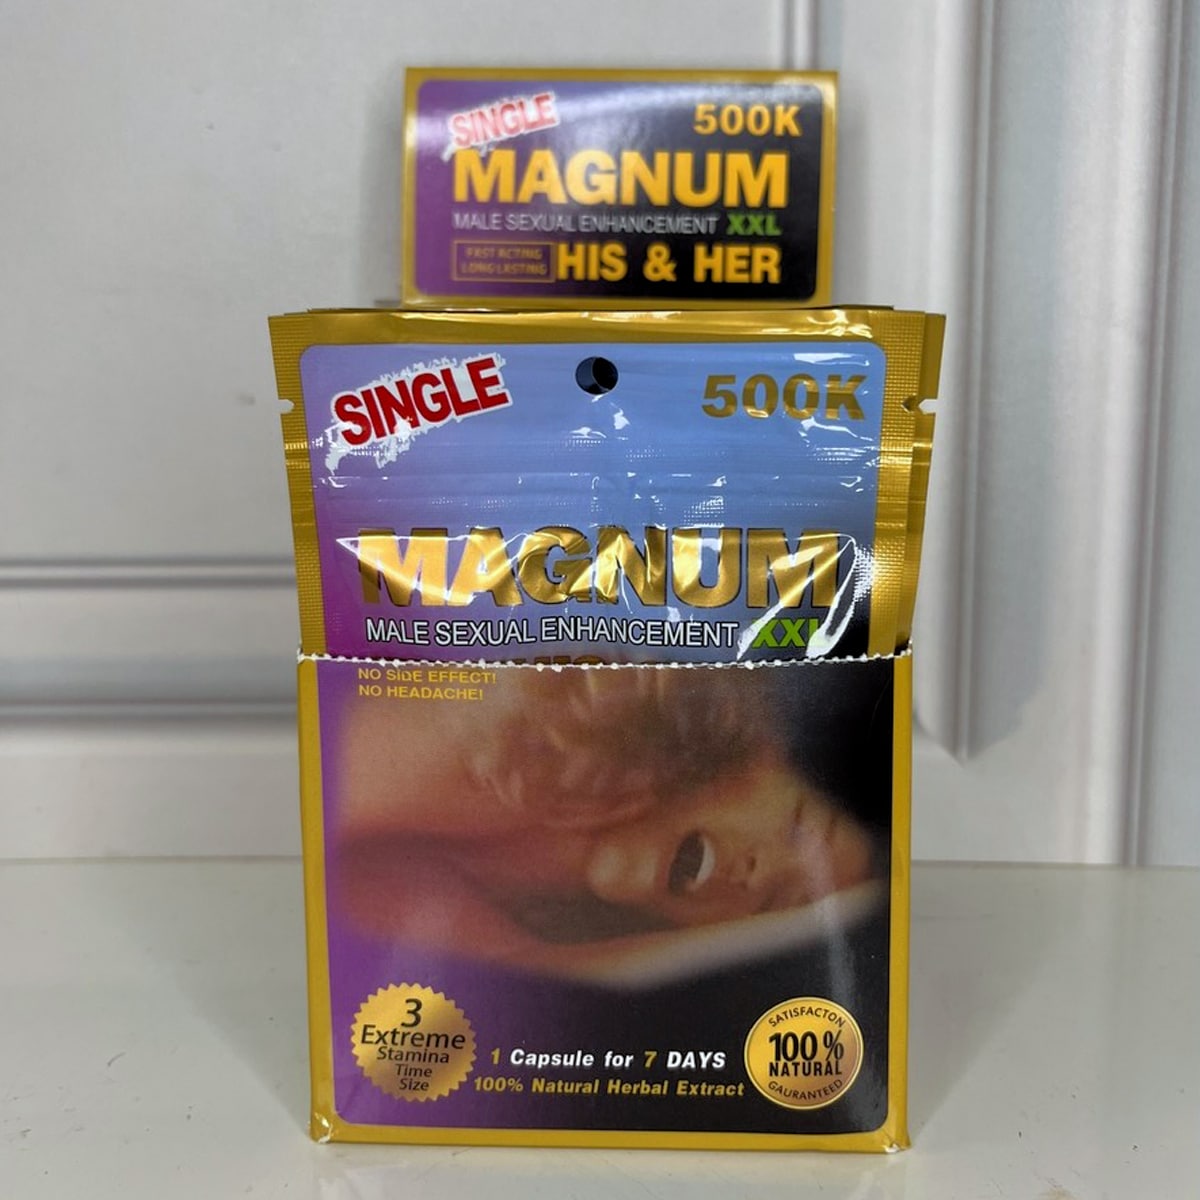 SINGLE
500K
MAGNUM
MALE SEXUAL ENHANCEMENT XXL
FAST ACTING
LONG LASTING
HIS & HER
SINGLE
500K
MAGNUM
MALE SEXUAL ENHANCEMENT XXL
NO SIDE EFFECT!
NO HEADACHE!
3
Extreme
Stamina
Time
Size
1 Capsule for 7 DAYS
100% Natural Herbal Extract
SATISFACTON
100%
NATURAL
GAURANTEED